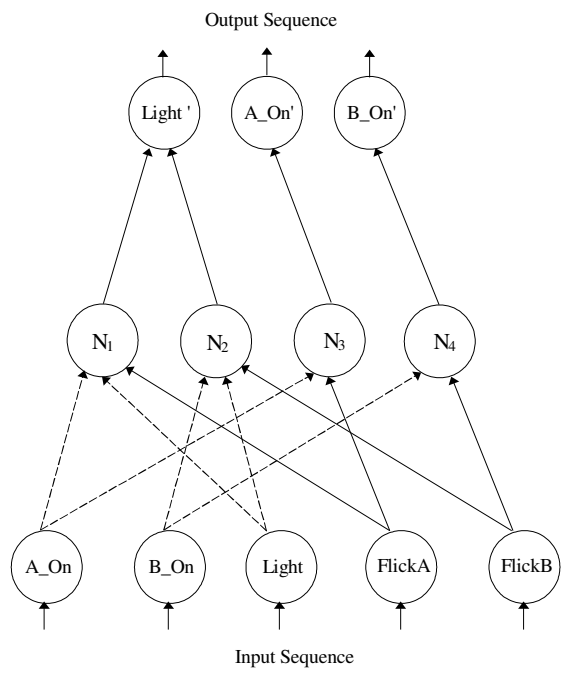 Output Sequence
Light '
A_On'
B_On'
N1
N2
N3
N4
A_On
B_On
Light
FlickA
FlickB
Input Sequence